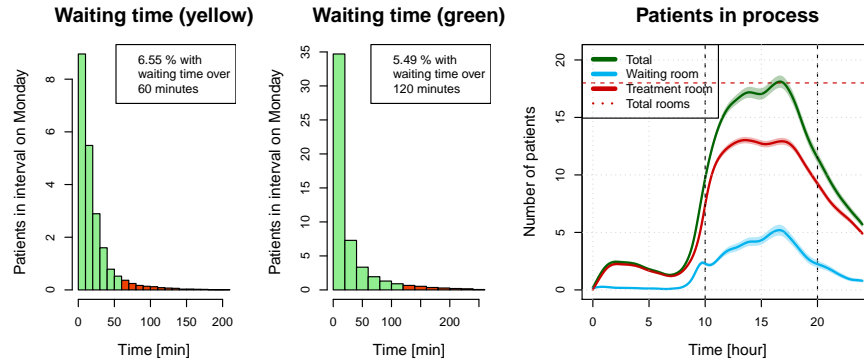 Waiting time (yellow)
Patients in interval on Monday
0 2 4 6 8
6.55 % with
waiting time over
60 minutes
0 50 100 150 200
Time [min]
Waiting time (green)
Patients in interval on Monday
0 5 10 15 20 25 30 35
5.49 % with
waiting time over
120 minutes
0 50 100 200
Time [min]
Patients in process
Number of patients
0 5 10 15 20
Total
Waiting room
Treatment room
Total rooms
0 5 10 15 20
Time [hour]